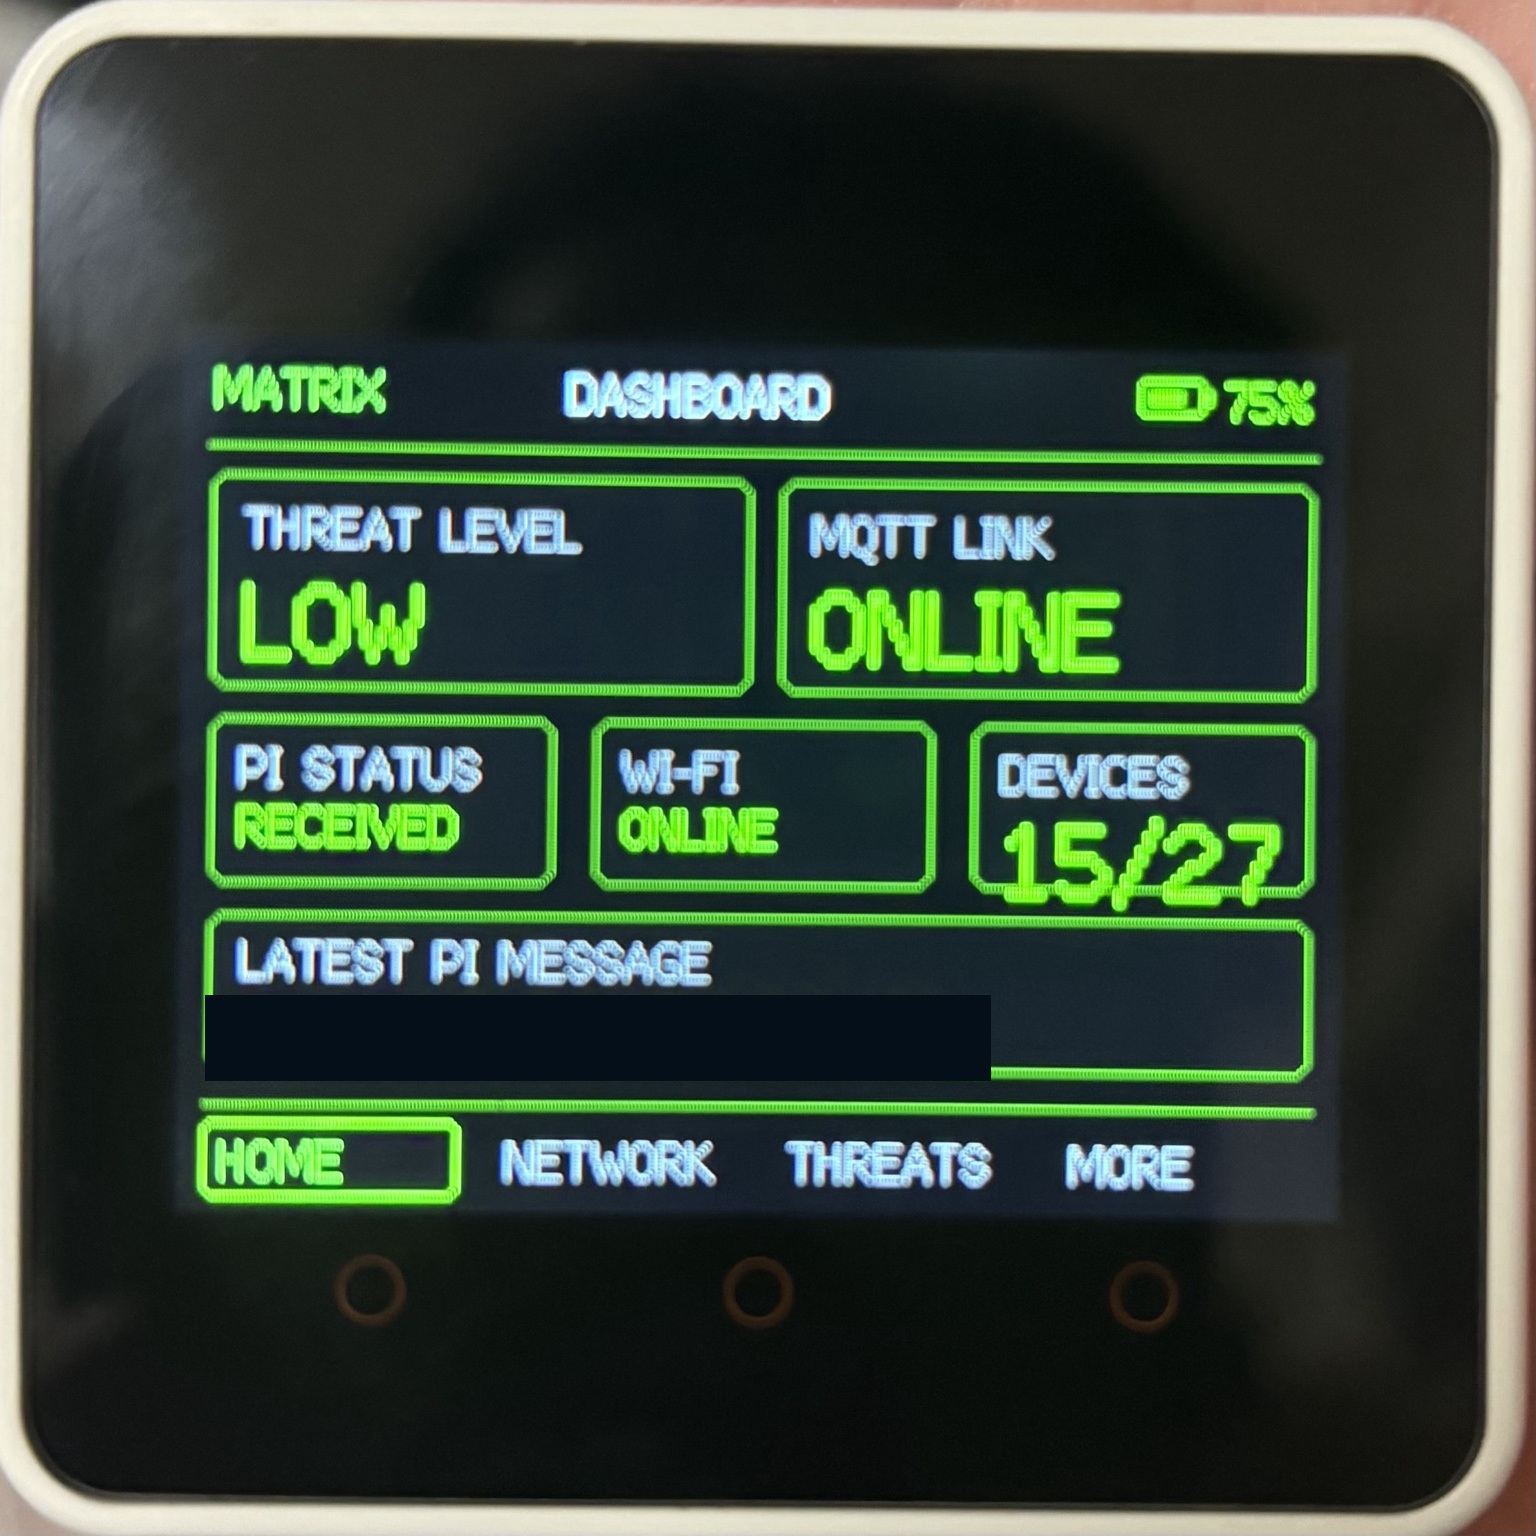 MATRIX DASHBOARD 75%
THREAT LEVEL
LOW
MQTT LINK
ONLINE
PI STATUS
RECEIVED
WI-FI
ONLINE
DEVICES
15/27
LATEST PI MESSAGE
HOME NETWORK THREATS MORE